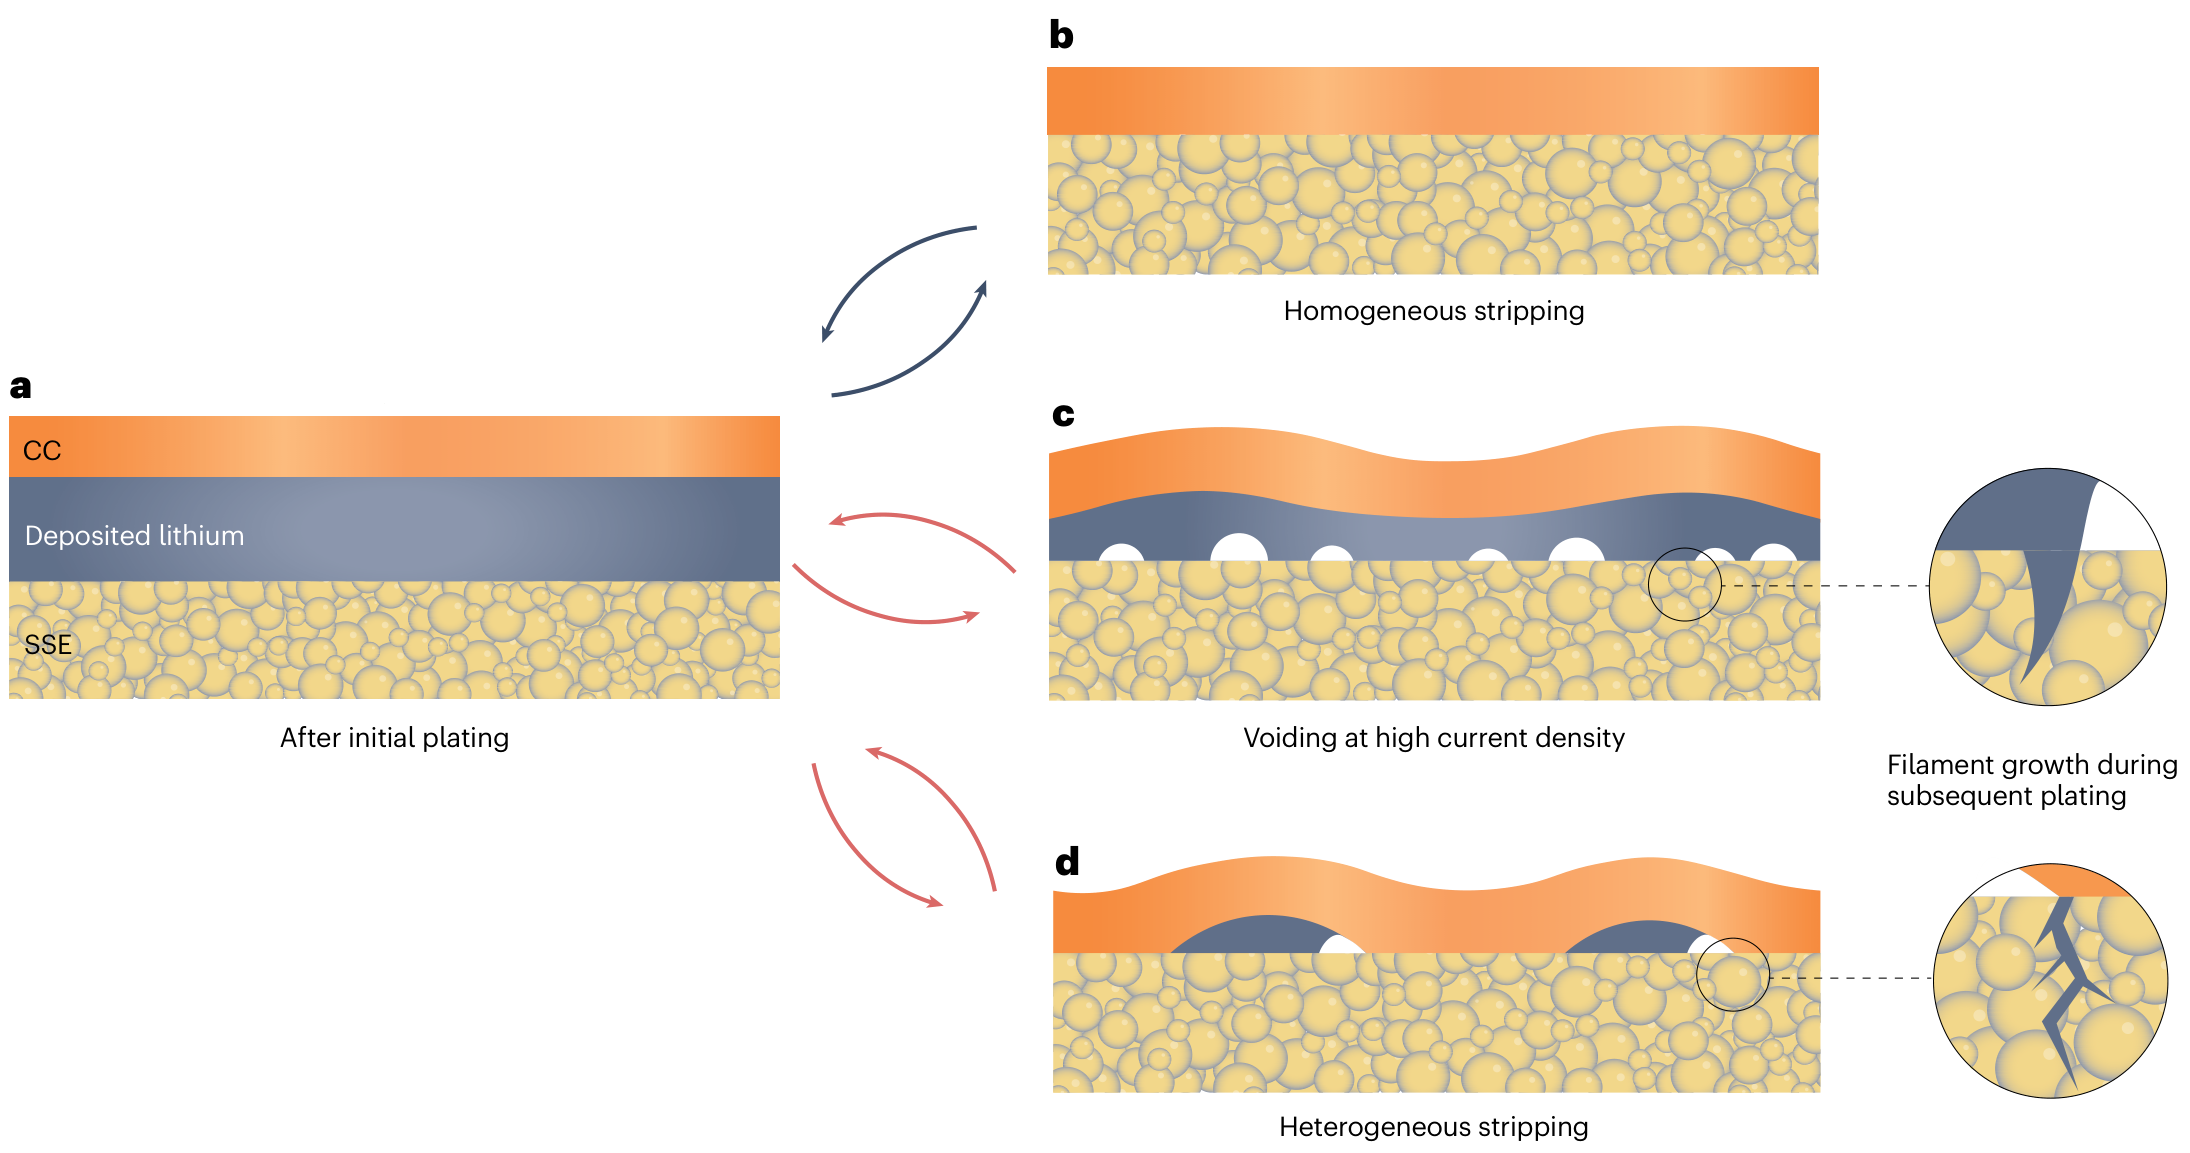 a
CC
Deposited lithium
SSE
After initial plating
b
Homogeneous stripping
c
Voiding at high current density
Filament growth during
subsequent plating
d
Heterogeneous stripping